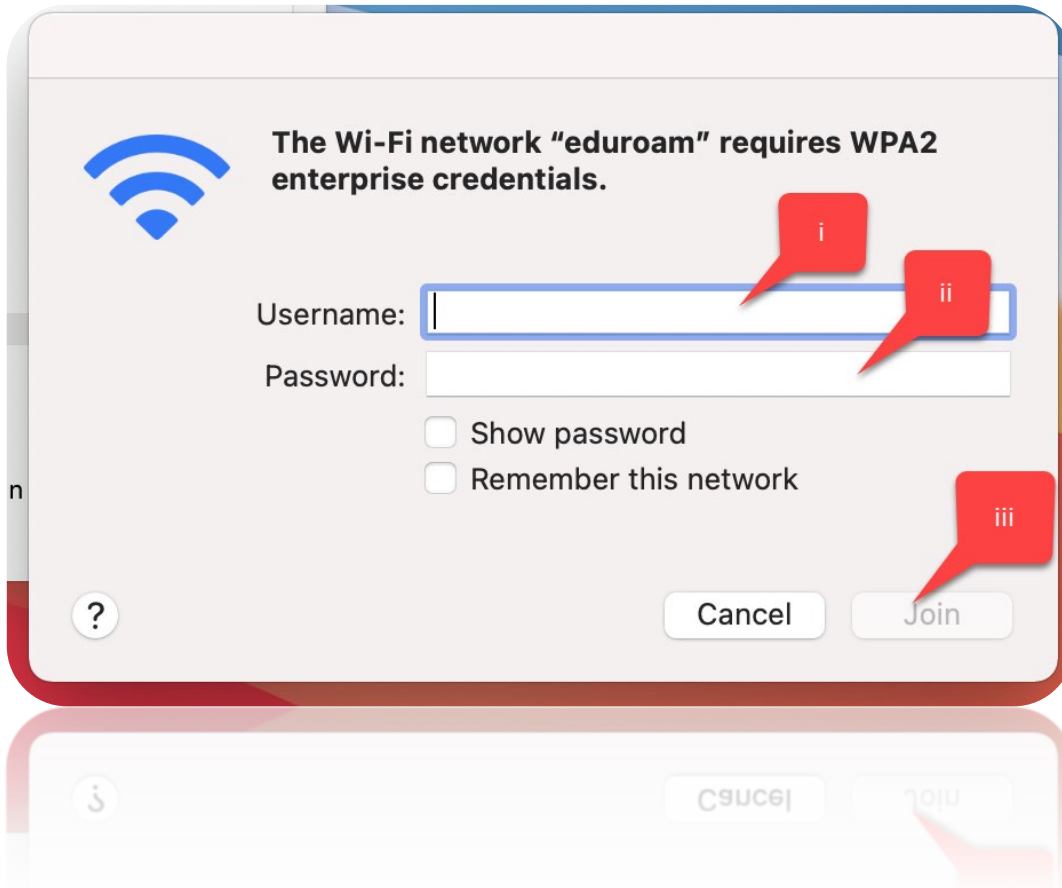 The Wi-Fi network “eduroam” requires WPA2
enterprise credentials.
i
Username:
ii
Password:
Show password
Remember this network
n
iii
?
Cancel
Join